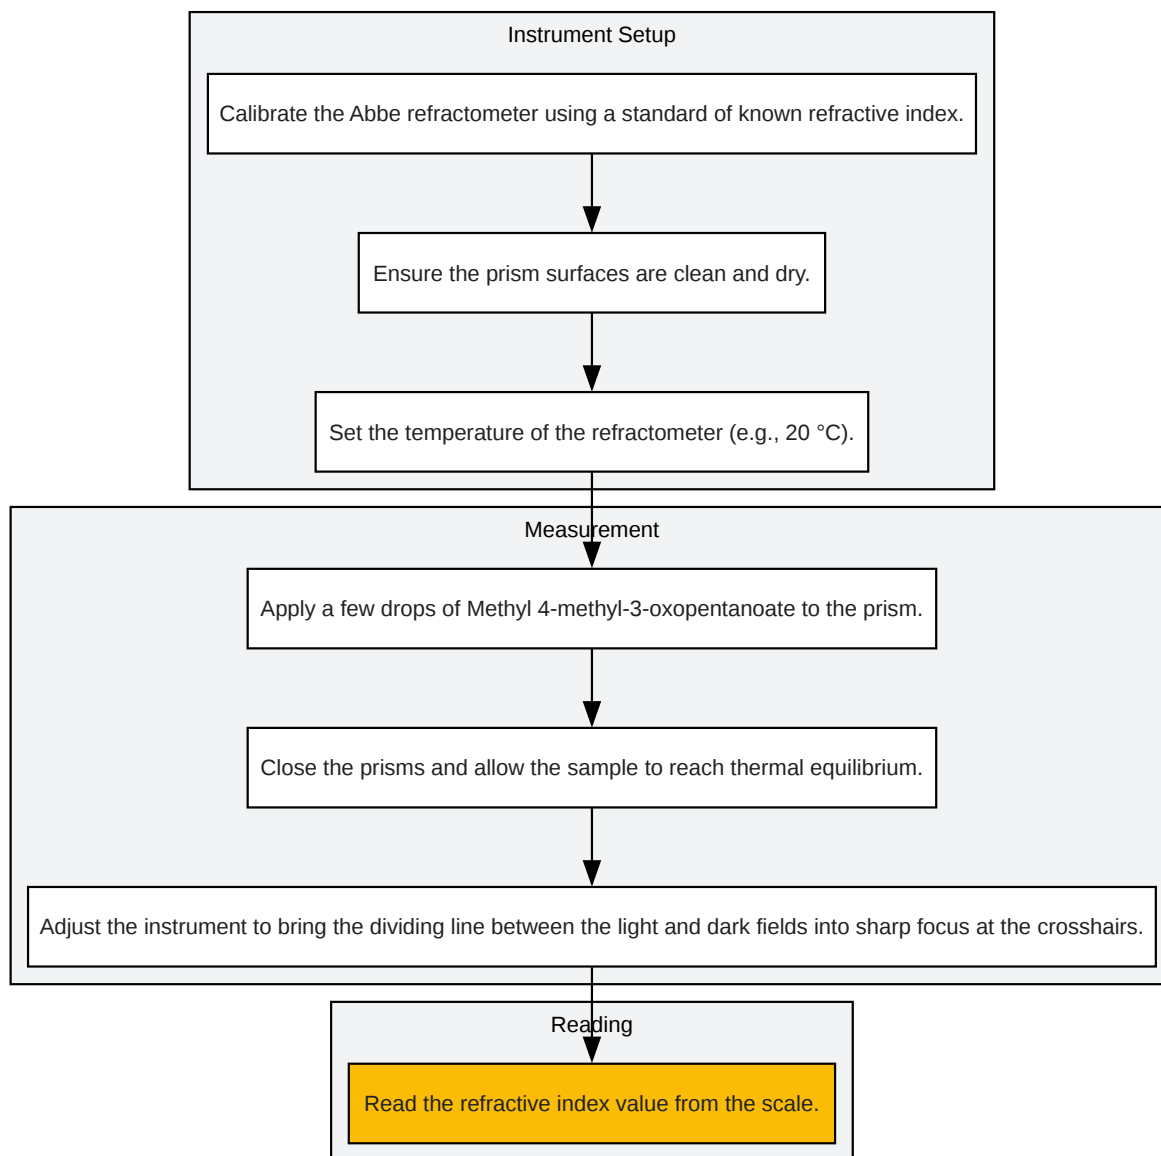 Instrument Setup
Calibrate the Abbe refractometer using a standard of known refractive index.
Ensure the prism surfaces are clean and dry.
Set the temperature of the refractometer (e.g., 20 °C).
Measurement
Apply a few drops of Methyl 4-methyl-3-oxopentanoate to the prism.
Close the prisms and allow the sample to reach thermal equilibrium.
Adjust the instrument to bring the dividing line between the light and dark fields into sharp focus at the crosshairs.
Reading
Read the refractive index value from the scale.